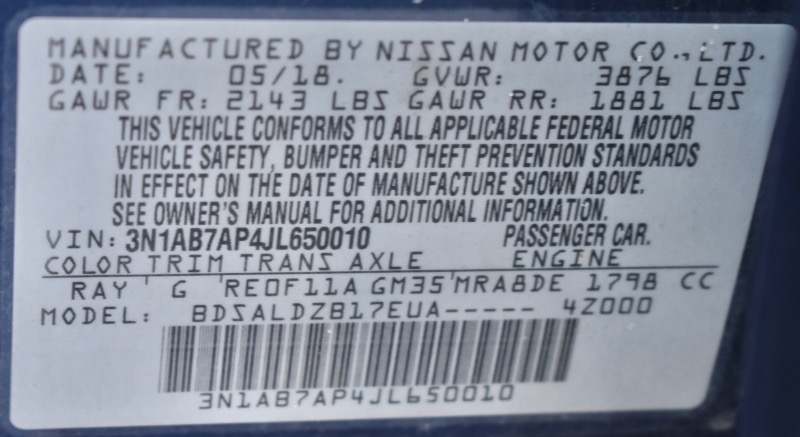 MANUFACTURED BY NISSAN MOTOR CO., LTD.
DATE: 05/18. GVWR: 3876 LBS
GAWR FR: 2143 LBS GAWR RR: 1881 LBS
THIS VEHICLE CONFORMS TO ALL APPLICABLE FEDERAL MOTOR
VEHICLE SAFETY, BUMPER AND THEFT PREVENTION STANDARDS
IN EFFECT ON THE DATE OF MANUFACTURE SHOWN ABOVE.
SEE OWNER'S MANUAL FOR ADDITIONAL INFORMATION.
VIN: 3N1AB7AP4JL650010 PASSENGER CAR.
COLOR TRIM TRANS AXLE ENGINE
RAY ' G ' RE0F11A GM35'MRA8DE 1798 CC
MODEL: BDSALDZB17EUA----- 4Z000
3N1AB7AP4JL650010